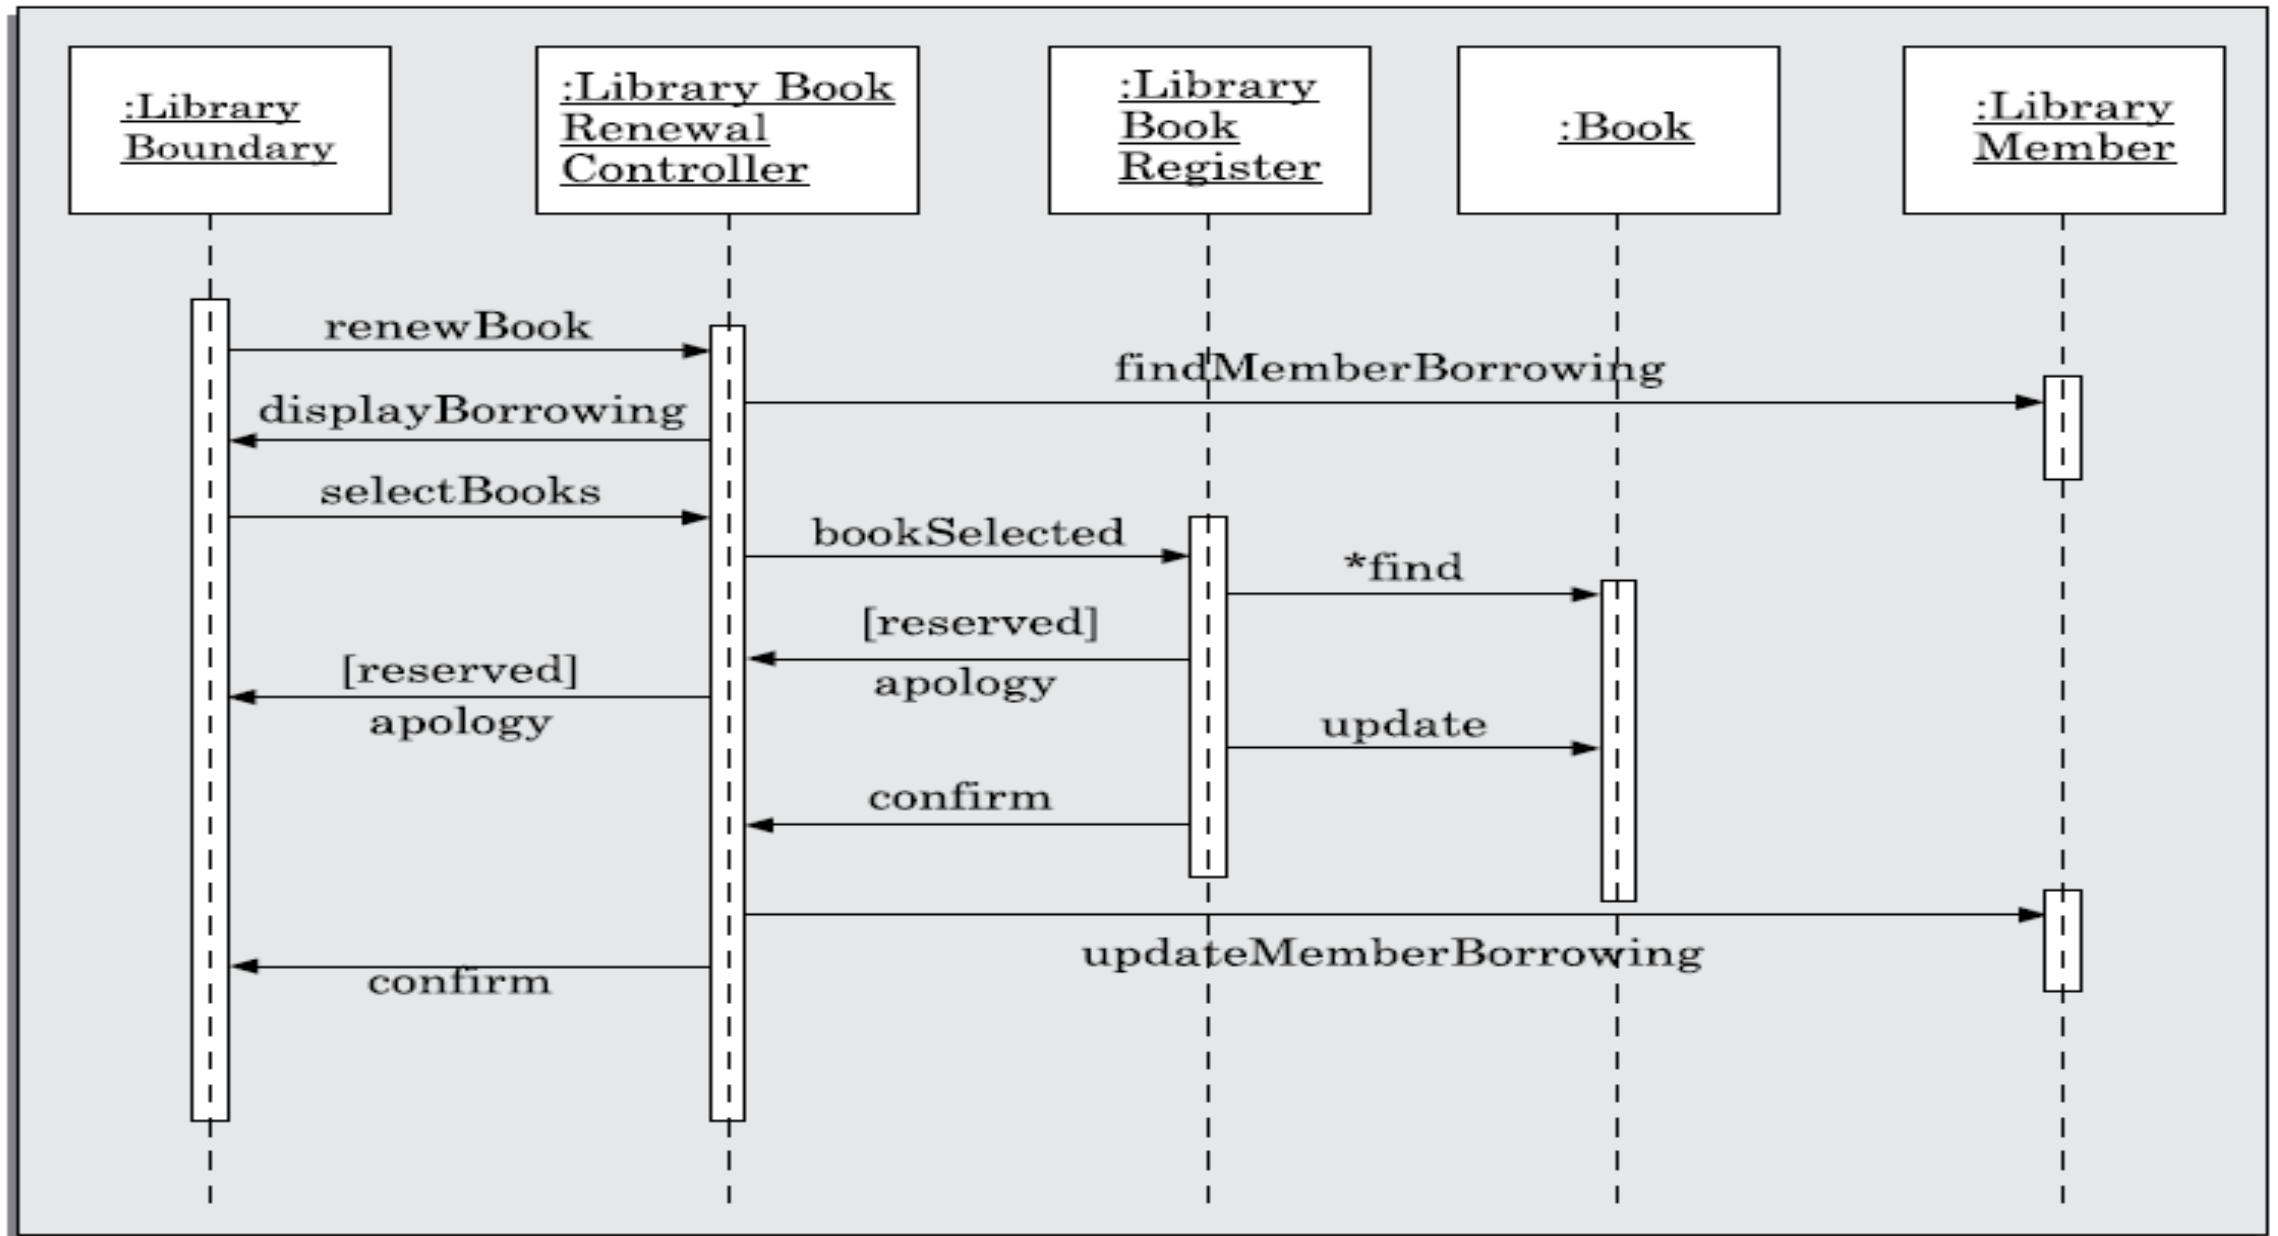 :Library
Boundary
:Library Book
Renewal
Controller
:Library
Book
Register
:Book
:Library
Member
renewBook
findMemberBorrowing
displayBorrowing
selectBooks
bookSelected
*find
[reserved]
apology
[reserved]
apology
update
confirm
updateMemberBorrowing
confirm